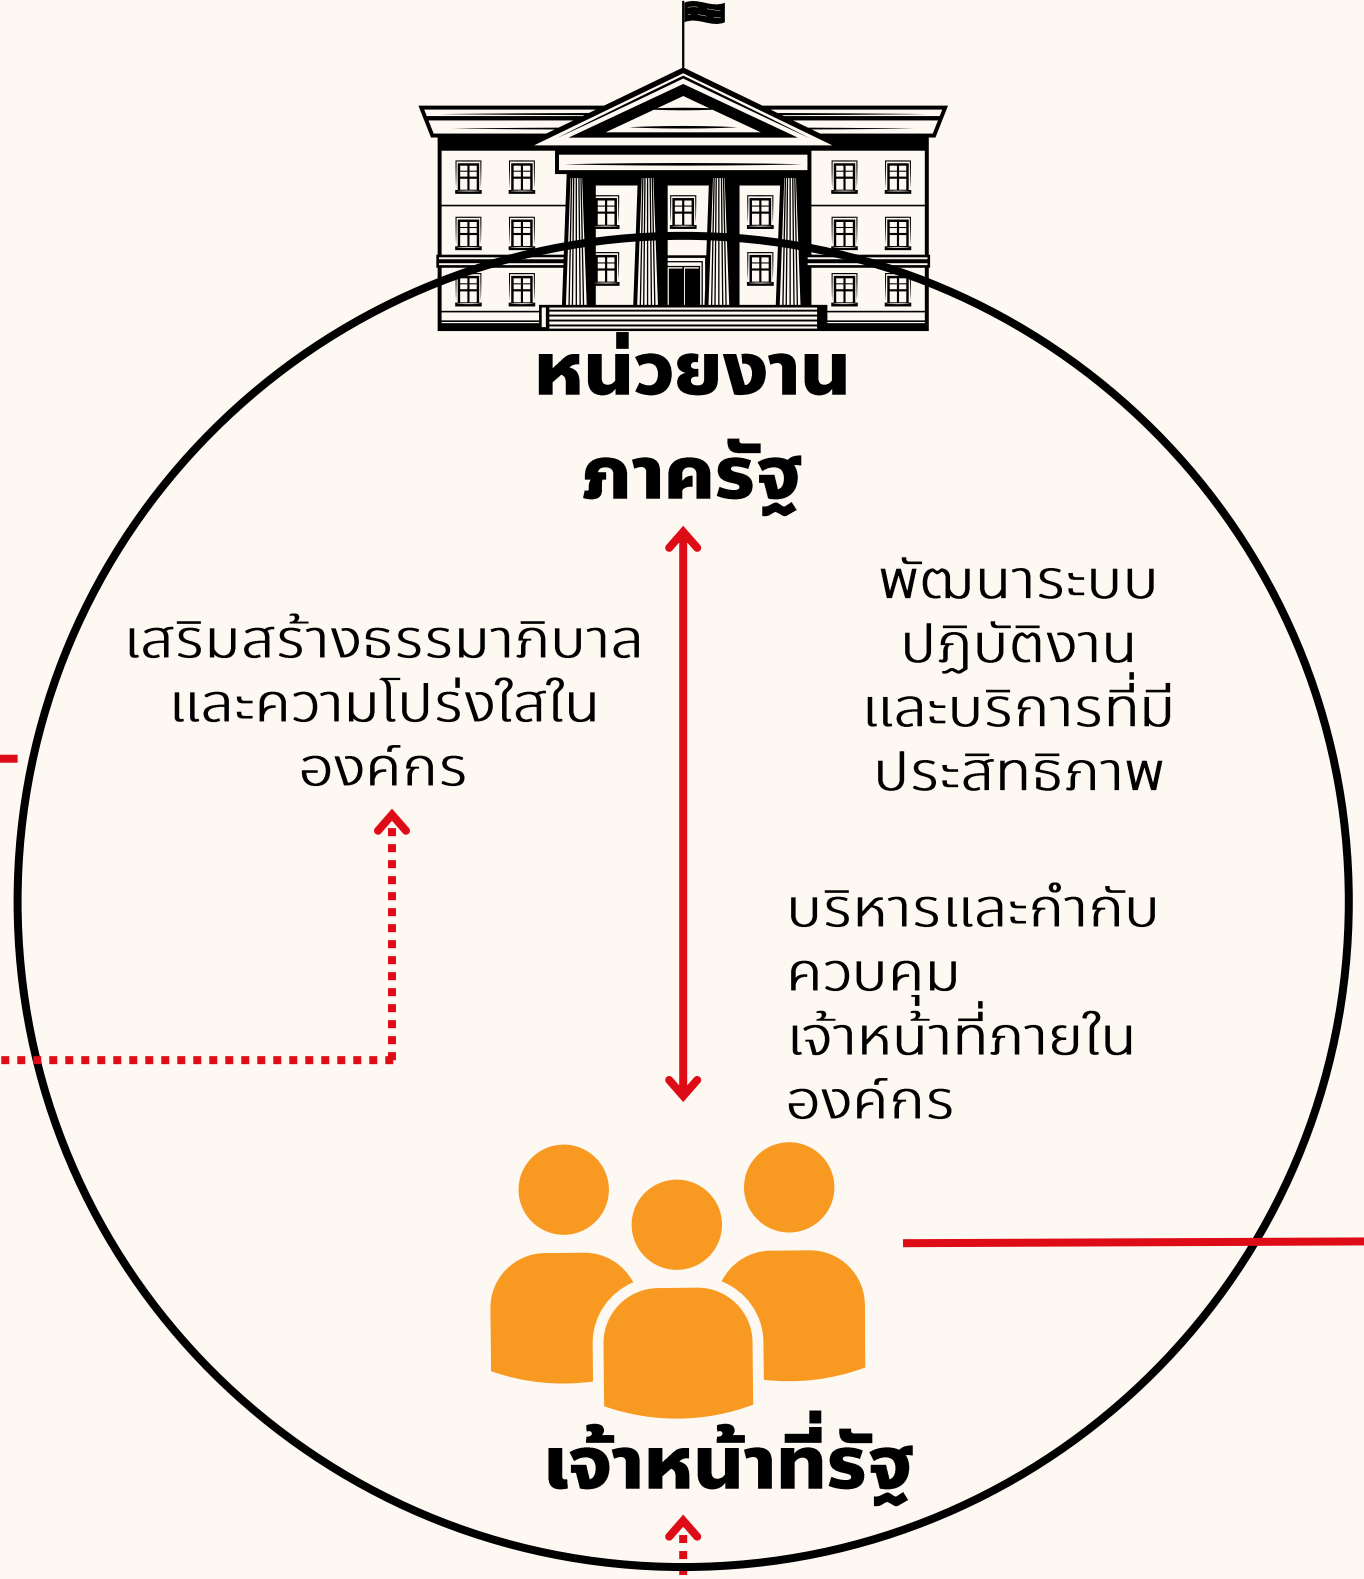 หน่วยงาน
ภาครัฐ
เสริมสร้างธรรมาภิบาล
และความโปร่งใสใน
องค์กร
พัฒนาระบบ
ปฏิบัติงาน
และบริการที่มี
ประสิทธิภาพ
บริหารและกำกับ
ควบคุม
เจ้าหน้าที่ภายใน
องค์กร
เจ้าหน้าที่รัฐ